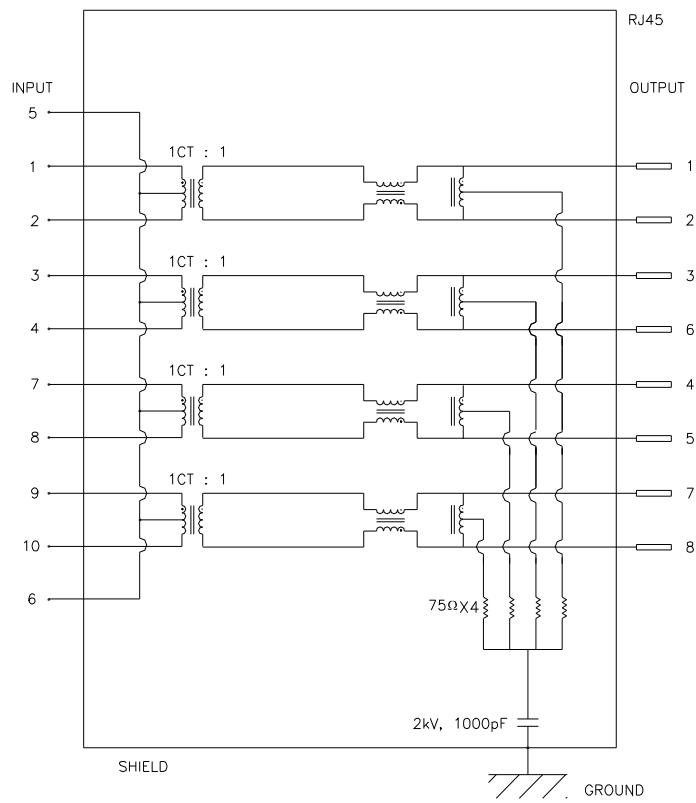 RJ45
INPUT
OUTPUT
5
1CT : 1
1
1
2
2
1CT : 1
3
3
4
6
1CT : 1
7
4
8
5
1CT : 1
9
7
10
8
6
75ΩX4
2kV, 1000pF
SHIELD
GROUND